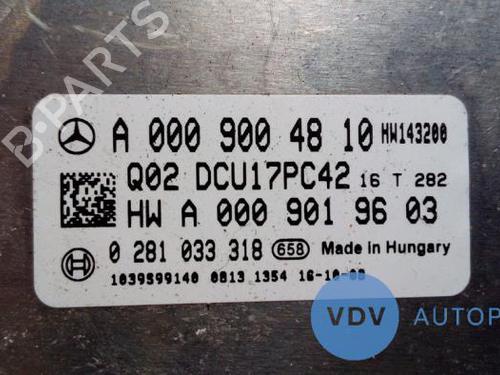 A 000 900 48 10 HW143200
Q02 DCU17PC42 16 T 282
HW A 000 901 96 03
0 281 033 318 658 Made in Hungary
1039S99140 0813 1354 16-10-08
B-PARTS
VDV AUTOP